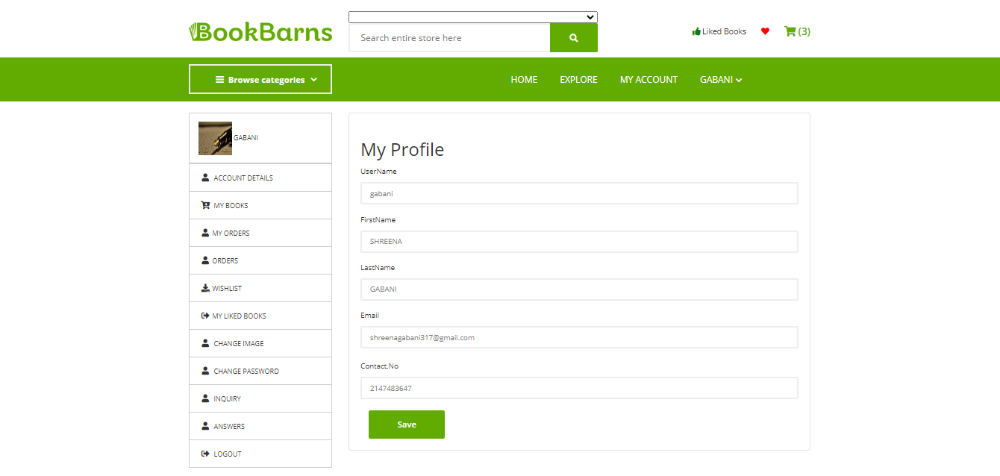 BookBarns
Search entire store here
Liked Books
(3)
Browse categories
HOME EXPLORE MY ACCOUNT GABANI
GABANI
ACCOUNT DETAILS
MY BOOKS
MY ORDERS
ORDERS
WISHLIST
MY LIKED BOOKS
CHANGE IMAGE
CHANGE PASSWORD
INQUIRY
ANSWERS
LOGOUT
My Profile
UserName
gabani
FirstName
SHREENA
LastName
GABANI
Email
shreenagabani317@gmail.com
Contact.No
2147483647
Save